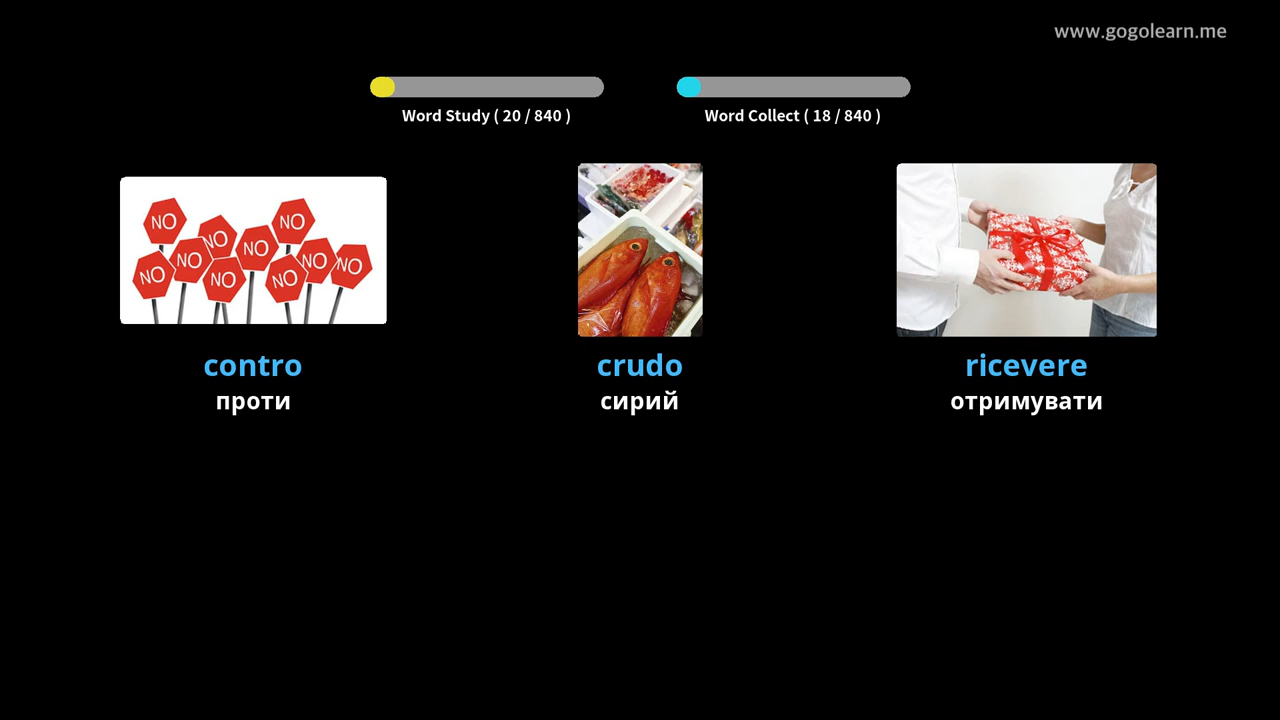 www.gogolearn.me
Word Study ( 20 / 840 )
Word Collect ( 18 / 840 )
NO NO NO NO NO NO NO NO NO NO
contro
crudo
ricevere
проти
сирий
отримувати